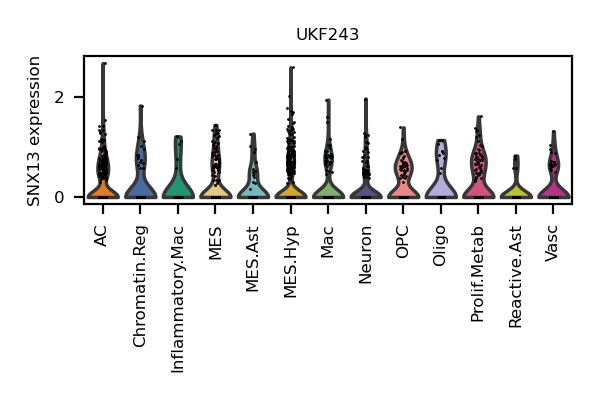 UKF243
SNX13 expression
2
0
AC
Chromatin.Reg
Inflammatory.Mac
MES
MES.Ast
MES.Hyp
Mac
Neuron
OPC
Oligo
Prolif.Metab
Reactive.Ast
Vasc